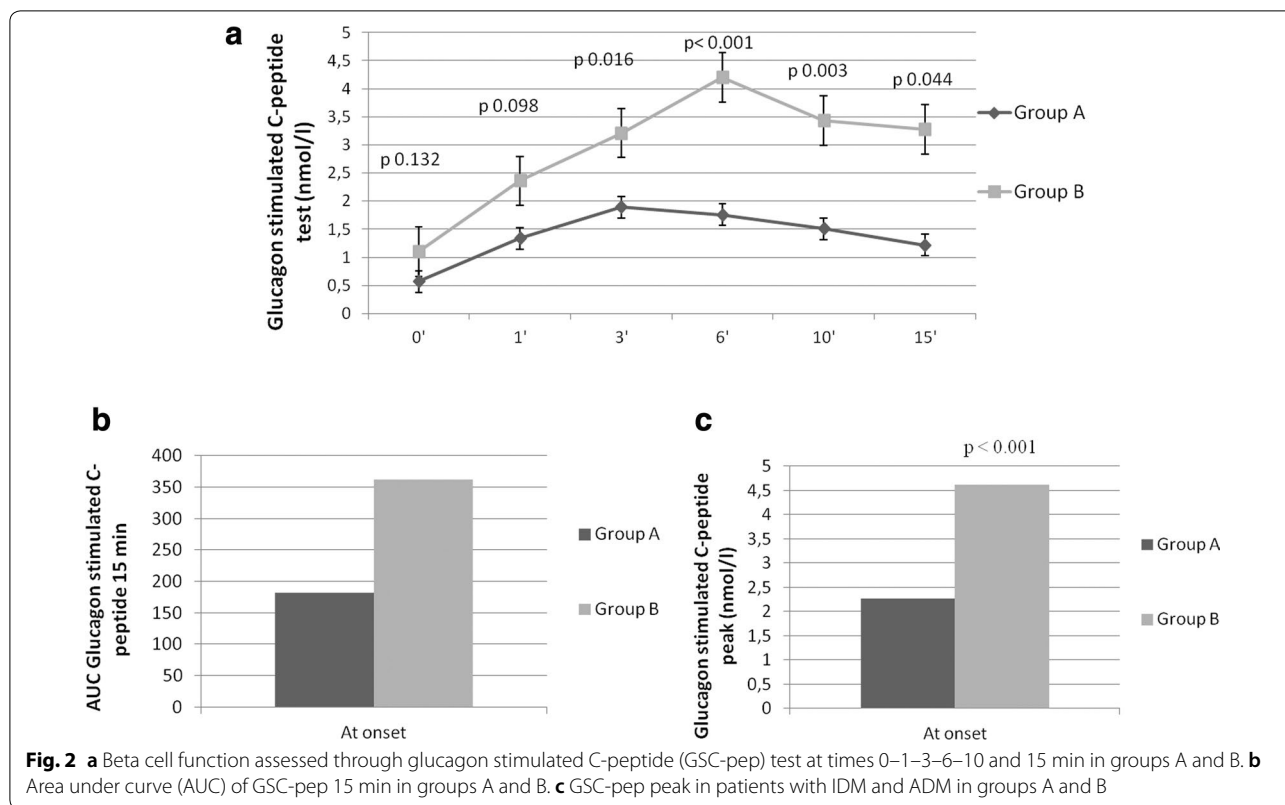 a
Glucagon stimulated C-peptide
test (nmol/l)
5
4,5
4
3,5
3
2,5
2
1,5
1
0,5
0
p 0.132
p 0.098
p 0.016
p< 0.001
p 0.003
p 0.044
0'
1'
3'
6'
10'
15'
Group A
Group B
b
AUC Glucagon stimulated C-
peptide 15 min
400
350
300
250
200
150
100
50
0
At onset
Group A
Group B
c
Glucagon stimulated C-peptide
peak (nmol/l)
p < 0.001
5
4,5
4
3,5
3
2,5
2
1,5
1
0,5
0
At onset
Group A
Group B
Fig. 2 a Beta cell function assessed through glucagon stimulated C-peptide (GSC-pep) test at times 0–1–3–6–10 and 15 min in groups A and B. b
Area under curve (AUC) of GSC-pep 15 min in groups A and B. c GSC-pep peak in patients with IDM and ADM in groups A and B